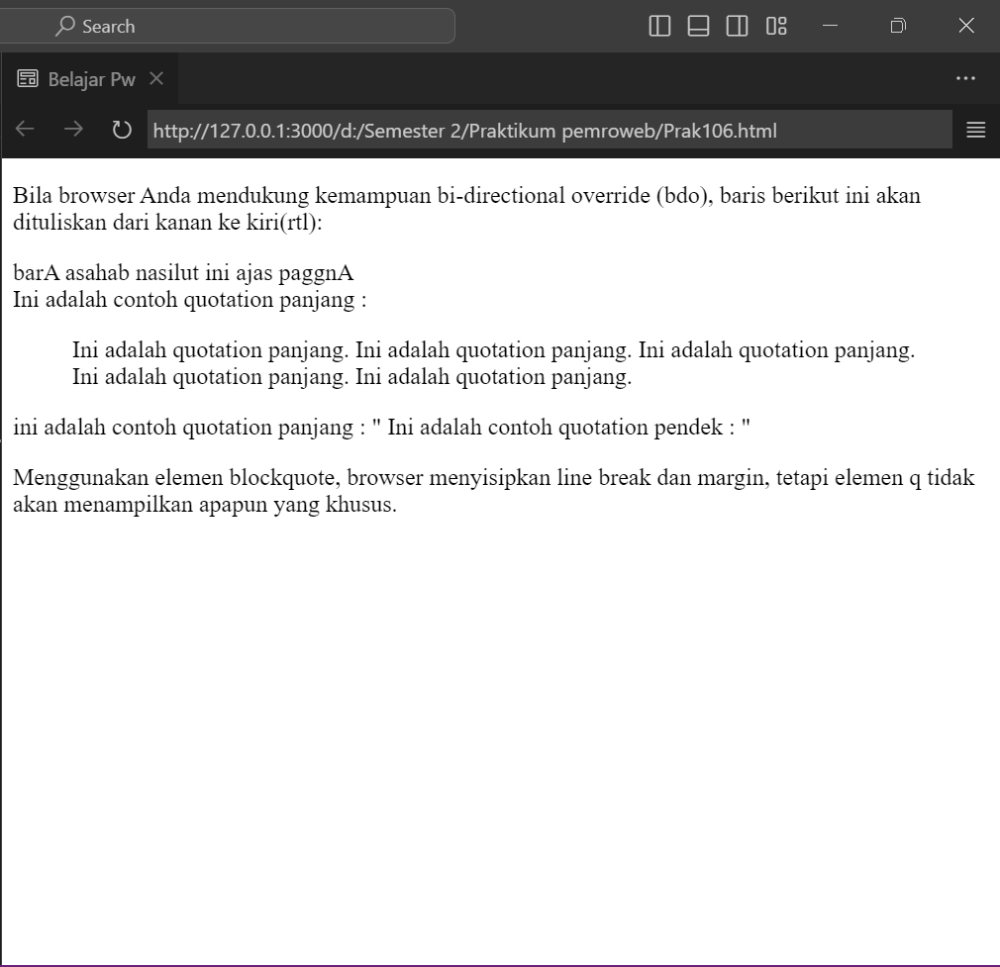 Search
Belajar Pw
http://127.0.0.1:3000/d:/Semester 2/Praktikum pemroweb/Prak106.html
Bila browser Anda mendukung kemampuan bi-directional override (bdo), baris berikut ini akan
dituliskan dari kanan ke kiri(rtl):
barA asahab nasilut ini ajas paggnA
Ini adalah contoh quotation panjang :
Ini adalah quotation panjang. Ini adalah quotation panjang. Ini adalah quotation panjang.
Ini adalah quotation panjang. Ini adalah quotation panjang.
ini adalah contoh quotation panjang : " Ini adalah contoh quotation pendek : "
Menggunakan elemen blockquote, browser menyisipkan line break dan margin, tetapi elemen q tidak
akan menampilkan apapun yang khusus.